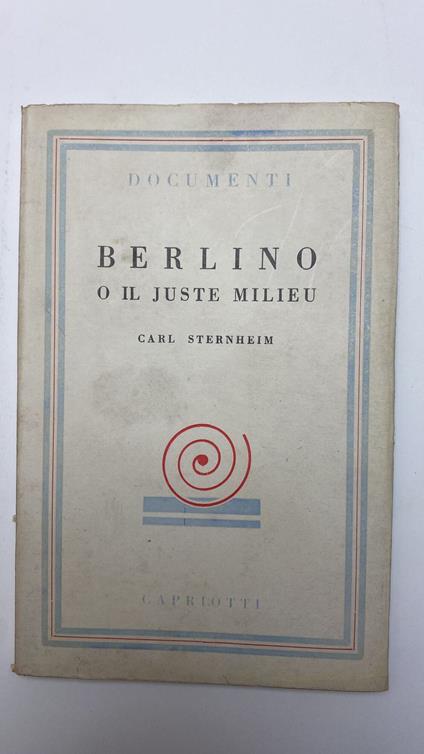 DOCUMENTI
BERLINO
O IL JUSTE MILIEU
CARL STERNHEIM
CAPRIOTTI